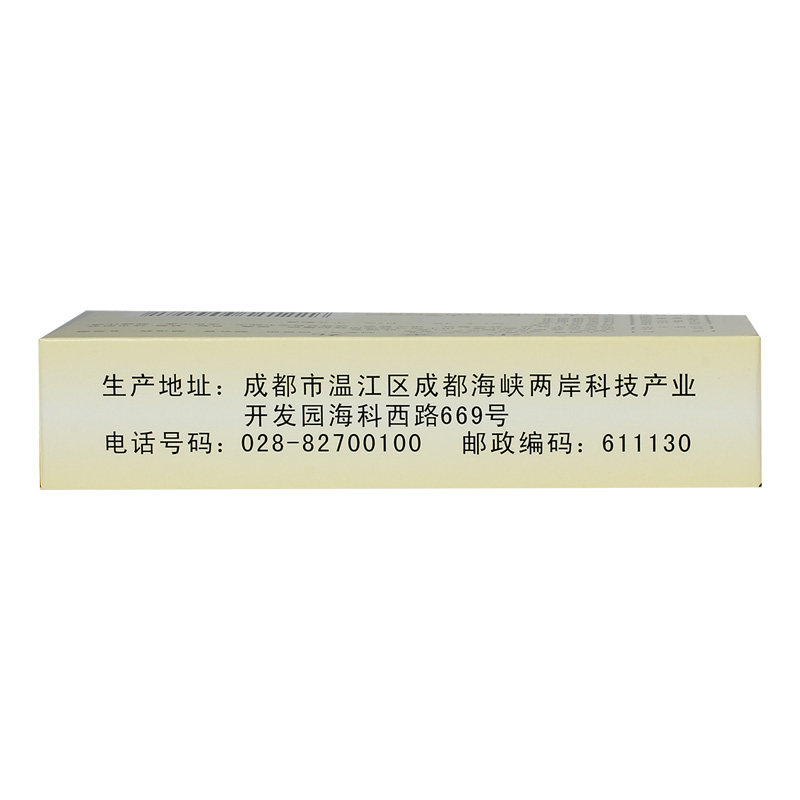 生产地址：成都市温江区成都海峡两岸科技产业
开发园海科西路669号
电话号码：028-82700100 邮政编码：611130